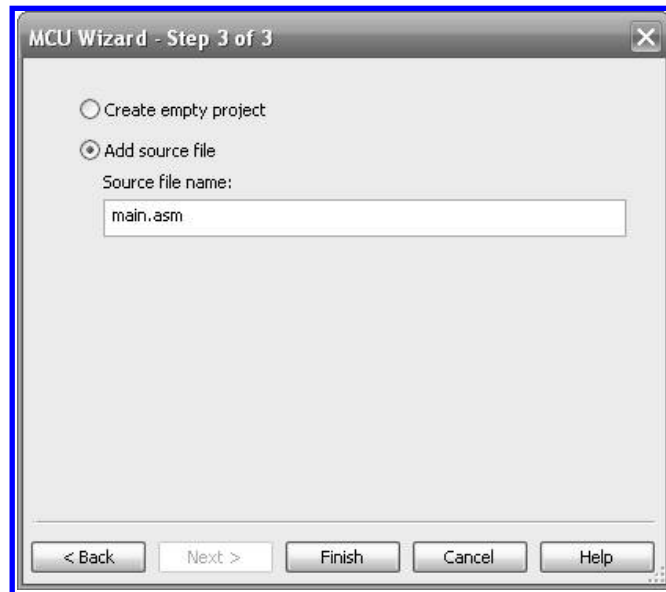 MCU Wizard - Step 3 of 3
Create empty project
Add source file
Source file name:
main.asm
< Back Next > Finish Cancel Help